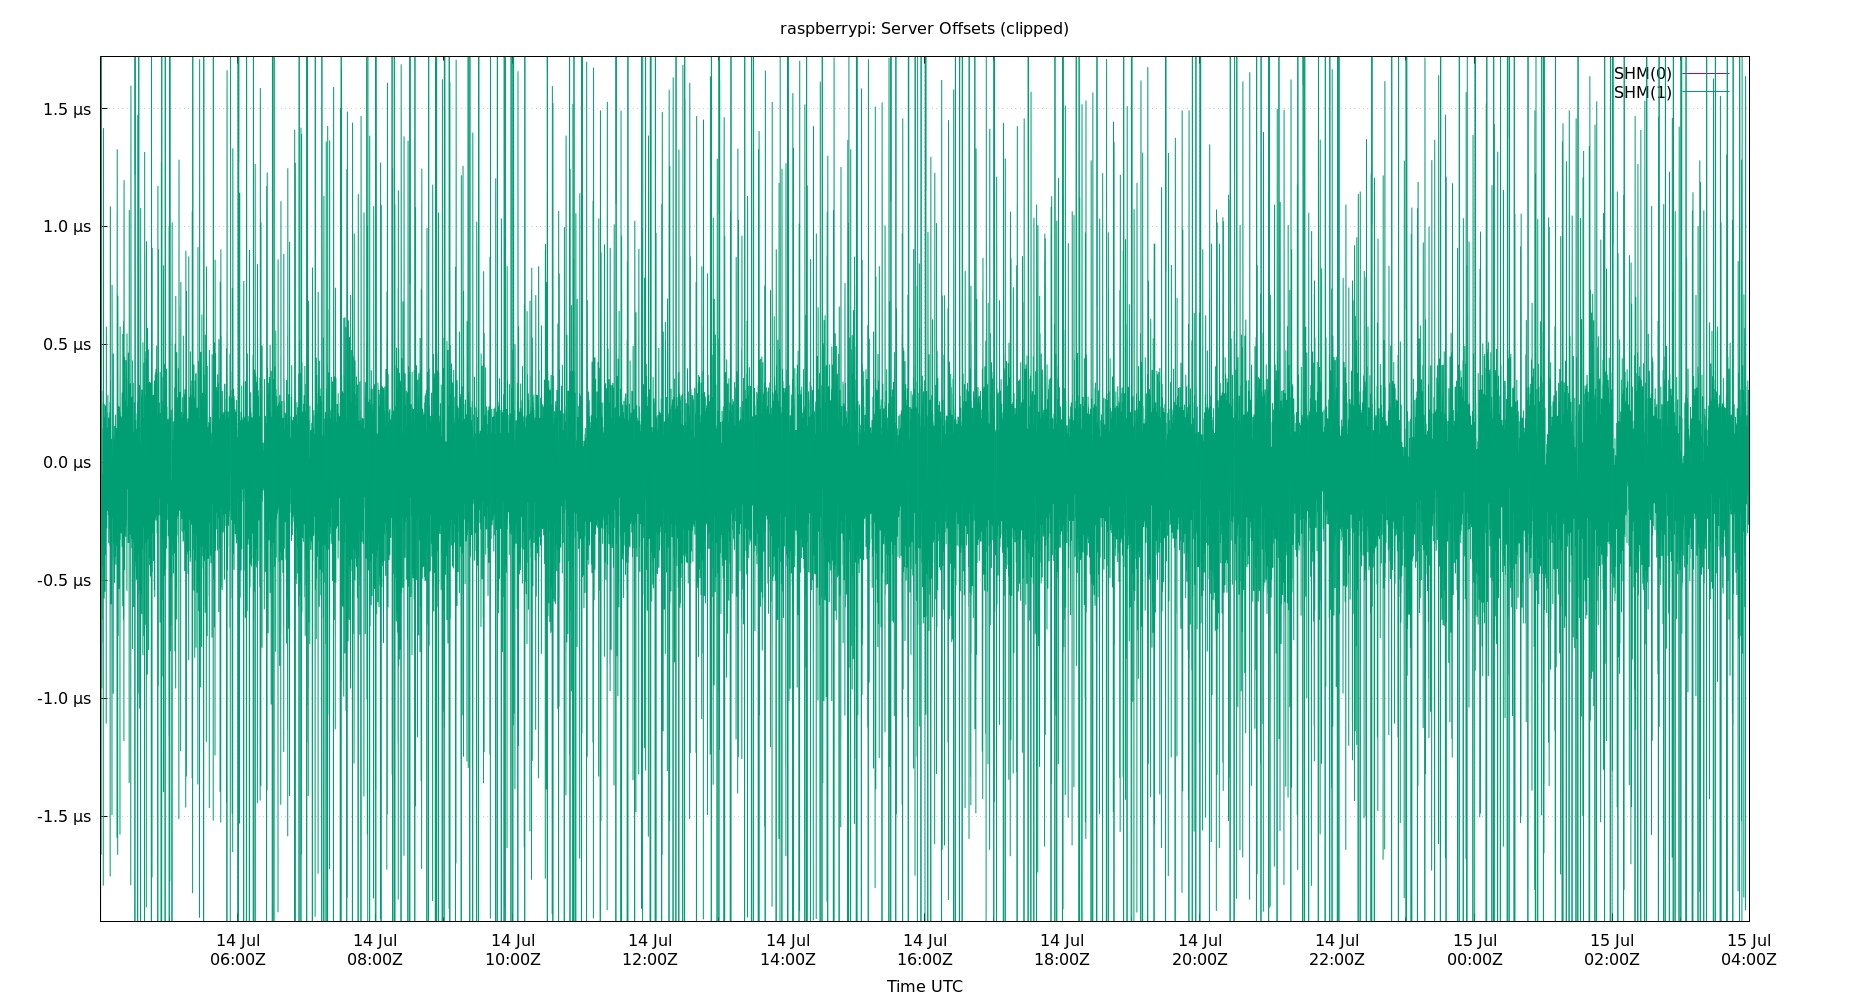 raspberrypi: Server Offsets (clipped)
SHM(0)
SHM(1)
1.5 µs
1.0 µs
0.5 µs
0.0 µs
-0.5 µs
-1.0 µs
-1.5 µs
14 Jul 14 Jul 14 Jul 14 Jul 14 Jul 14 Jul 14 Jul 14 Jul 14 Jul 15 Jul 15 Jul 15 Jul
06:00Z 08:00Z 10:00Z 12:00Z 14:00Z 16:00Z 18:00Z 20:00Z 22:00Z 00:00Z 02:00Z 04:00Z
Time UTC